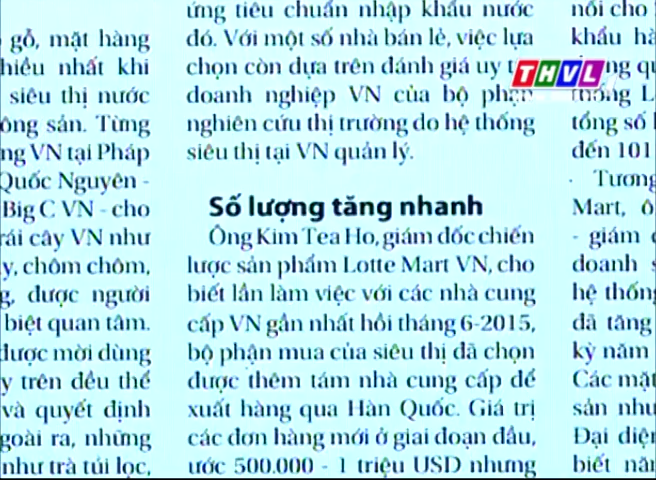 gỗ, mặt hàng
nhiều nhất khi
siêu thị nước
nông sản. Từng
ng VN tại Pháp
Quốc Nguyên -
Big C VN - cho
trái cây VN như
y, chôm chôm,
g, được người
biệt quan tâm.
được mời dùng
y trên đều thể
và quyết định
ngoài ra, những
như trà túi lọc,
ứng tiêu chuẩn nhập khẩu nước
đó. Với một số nhà bán lẻ, việc lựa
chọn còn dựa trên đánh giá uy
doanh nghiệp VN của bộ phận
nghiên cứu thị trường do hệ thống
siêu thị tại VN quản lý.
Số lượng tăng nhanh
Ông Kim Tea Ho, giám đốc chiến
lược sản phẩm Lotte Mart VN, cho
biết lần làm việc với các nhà cung
cấp VN gần nhất hồi tháng 6-2015,
bộ phận mua của siêu thị đã chọn
được thêm tám nhà cung cấp để
xuất hàng qua Hàn Quốc. Giá trị
các đơn hàng mới ở giai đoạn đầu,
ước 500.000 - 1 triệu USD nhưng
nối cho
khẩu hà
ng qu
thống L
tổng số
đến 101
Tương
Mart, ô
- giám
doanh s
hệ thống
đã tăng
kỳ năm
Các mặt
sản như
Đại diện
biết năm
THVL